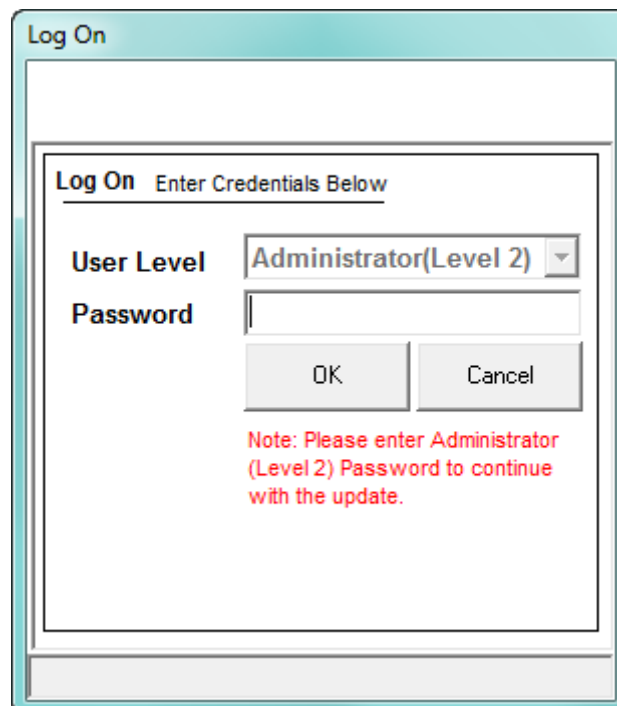 Log On
Log On Enter Credentials Below
User Level Administrator(Level 2)
Password
OK Cancel
Note: Please enter Administrator
(Level 2) Password to continue
with the update.